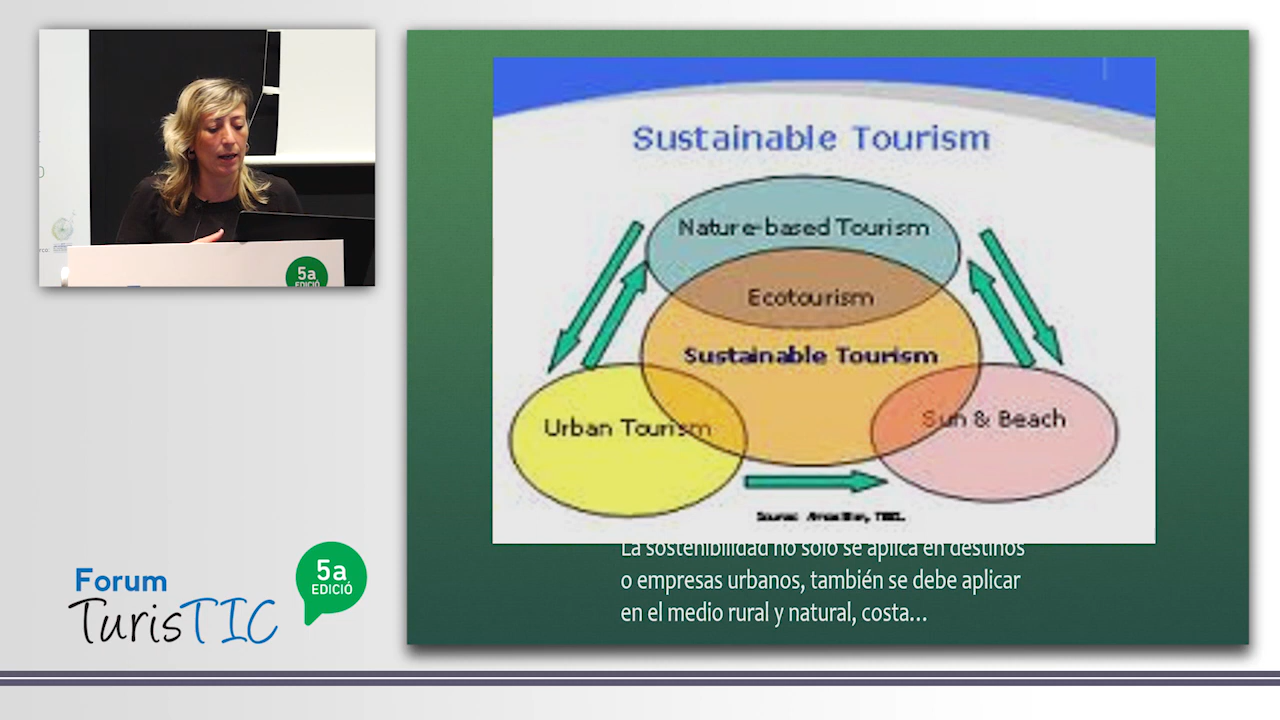 5a
EDICIÓ
Sustainable Tourism
Nature-based Tourism
Ecotourism
Sustainable Tourism
Urban Tourism
Sun & Beach
La sostenibilidad no solo se aplica en destinos
o empresas urbanos, también se debe aplicar
en el medio rural y natural, costa...
Forum
TurisTIC
5a
EDICIÓ